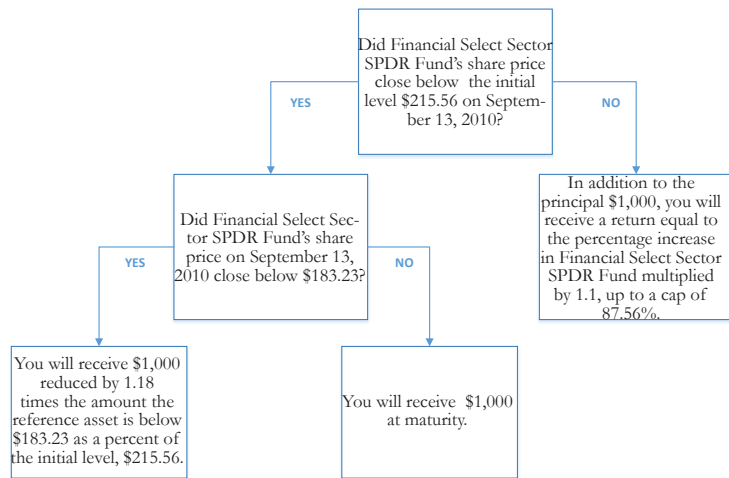 Did Financial Select Sector
SPDR Fund's share price
close below the initial
level $215.56 on Septem-
ber 13, 2010?
YES
NO
Did Financial Select Sec-
tor SPDR Fund's share
price on September 13,
2010 close below $183.23?
In addition to the
principal $1,000, you will
receive a return equal to
the percentage increase
in Financial Select Sector
SPDR Fund multiplied
by 1.1, up to a cap of
87.56%.
YES
NO
You will receive $1,000
reduced by 1.18
times the amount the
reference asset is below
$183.23 as a percent of
the initial level, $215.56.
You will receive $1,000
at maturity.